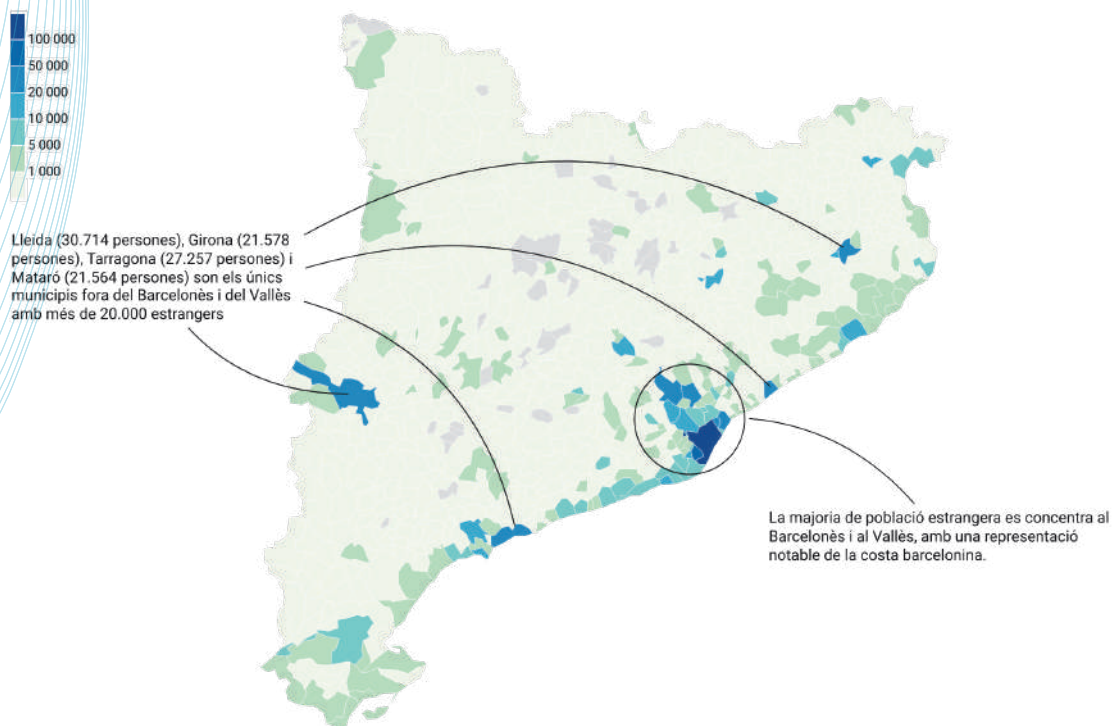 100 000
50 000
20 000
10 000
5 000
1 000
Lleida (30.714 persones), Girona (21.578
persones), Tarragona (27.257 persones) i
Mataró (21.564 persones) son els únics
municipis fora del Barcelonès i del Vallès
amb més de 20.000 estrangers
La majoria de població estrangera es concentra al
Barcelonès i al Vallès, amb una representació
notable de la costa barcelonina.